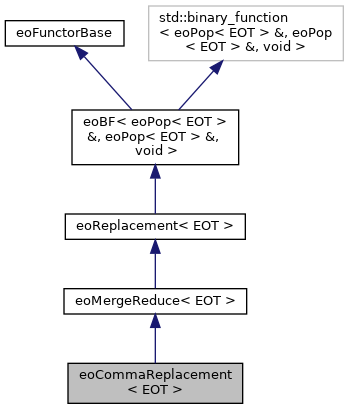 eoFunctorBase
std::binary_function
< eoPop< EOT > &, eoPop
< EOT > &, void >
eoBF< eoPop< EOT >
&, eoPop< EOT > &,
void >
eoReplacement< EOT >
eoMergeReduce< EOT >
eoCommaReplacement
< EOT >